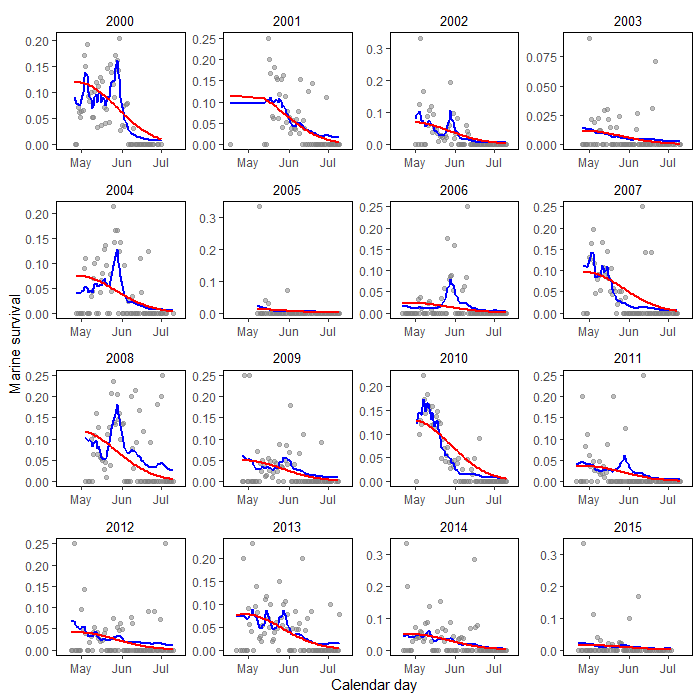 2000 2001 2002 2003
0.20 0.25 0.3 0.075
0.15 0.20 0.2 0.050
0.10 0.15 0.1 0.025
0.05 0.10 0.0 0.000
0.00 0.05
0.00
May Jun Jul May Jun Jul May Jun Jul May Jun Jul
2004 2005 2006 2007
0.20 0.3 0.25 0.25
0.15 0.2 0.20 0.20
0.10 0.1 0.15 0.15
0.05 0.0 0.10 0.10
0.00 0.05 0.05
0.00 0.00
May Jun Jul May Jun Jul May Jun Jul May Jun Jul
Marine survival
2008 2009 2010 2011
0.25 0.25 0.20 0.25
0.20 0.20 0.15 0.20
0.15 0.15 0.10 0.15
0.10 0.10 0.05 0.10
0.05 0.05 0.00 0.05
0.00 0.00 0.00
May Jun Jul May Jun Jul May Jun Jul May Jun Jul
2012 2013 2014 2015
0.25 0.25 0.3 0.3
0.20 0.20 0.2 0.2
0.15 0.15 0.1 0.1
0.10 0.10 0.0 0.0
0.05 0.05
0.00 0.00
May Jun Jul May Jun Jul May Jun Jul May Jun Jul
Calendar day